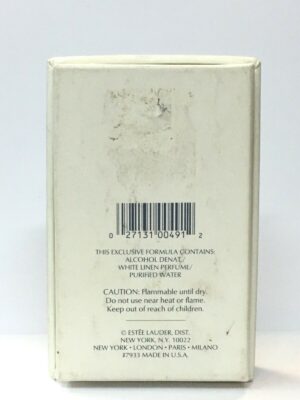 0 27131 00491 2
THIS EXCLUSIVE FORMULA CONTAINS:
ALCOHOL DENAT./
WHITE LINEN PERFUME/
PURIFIED WATER
CAUTION: Flammable until dry.
Do not use near heat or flame.
Keep out of reach of children.
© ESTÉE LAUDER, DIST.
NEW YORK, N.Y. 10022
NEW YORK • LONDON • PARIS • MILANO
37933 MADE IN U.S.A.